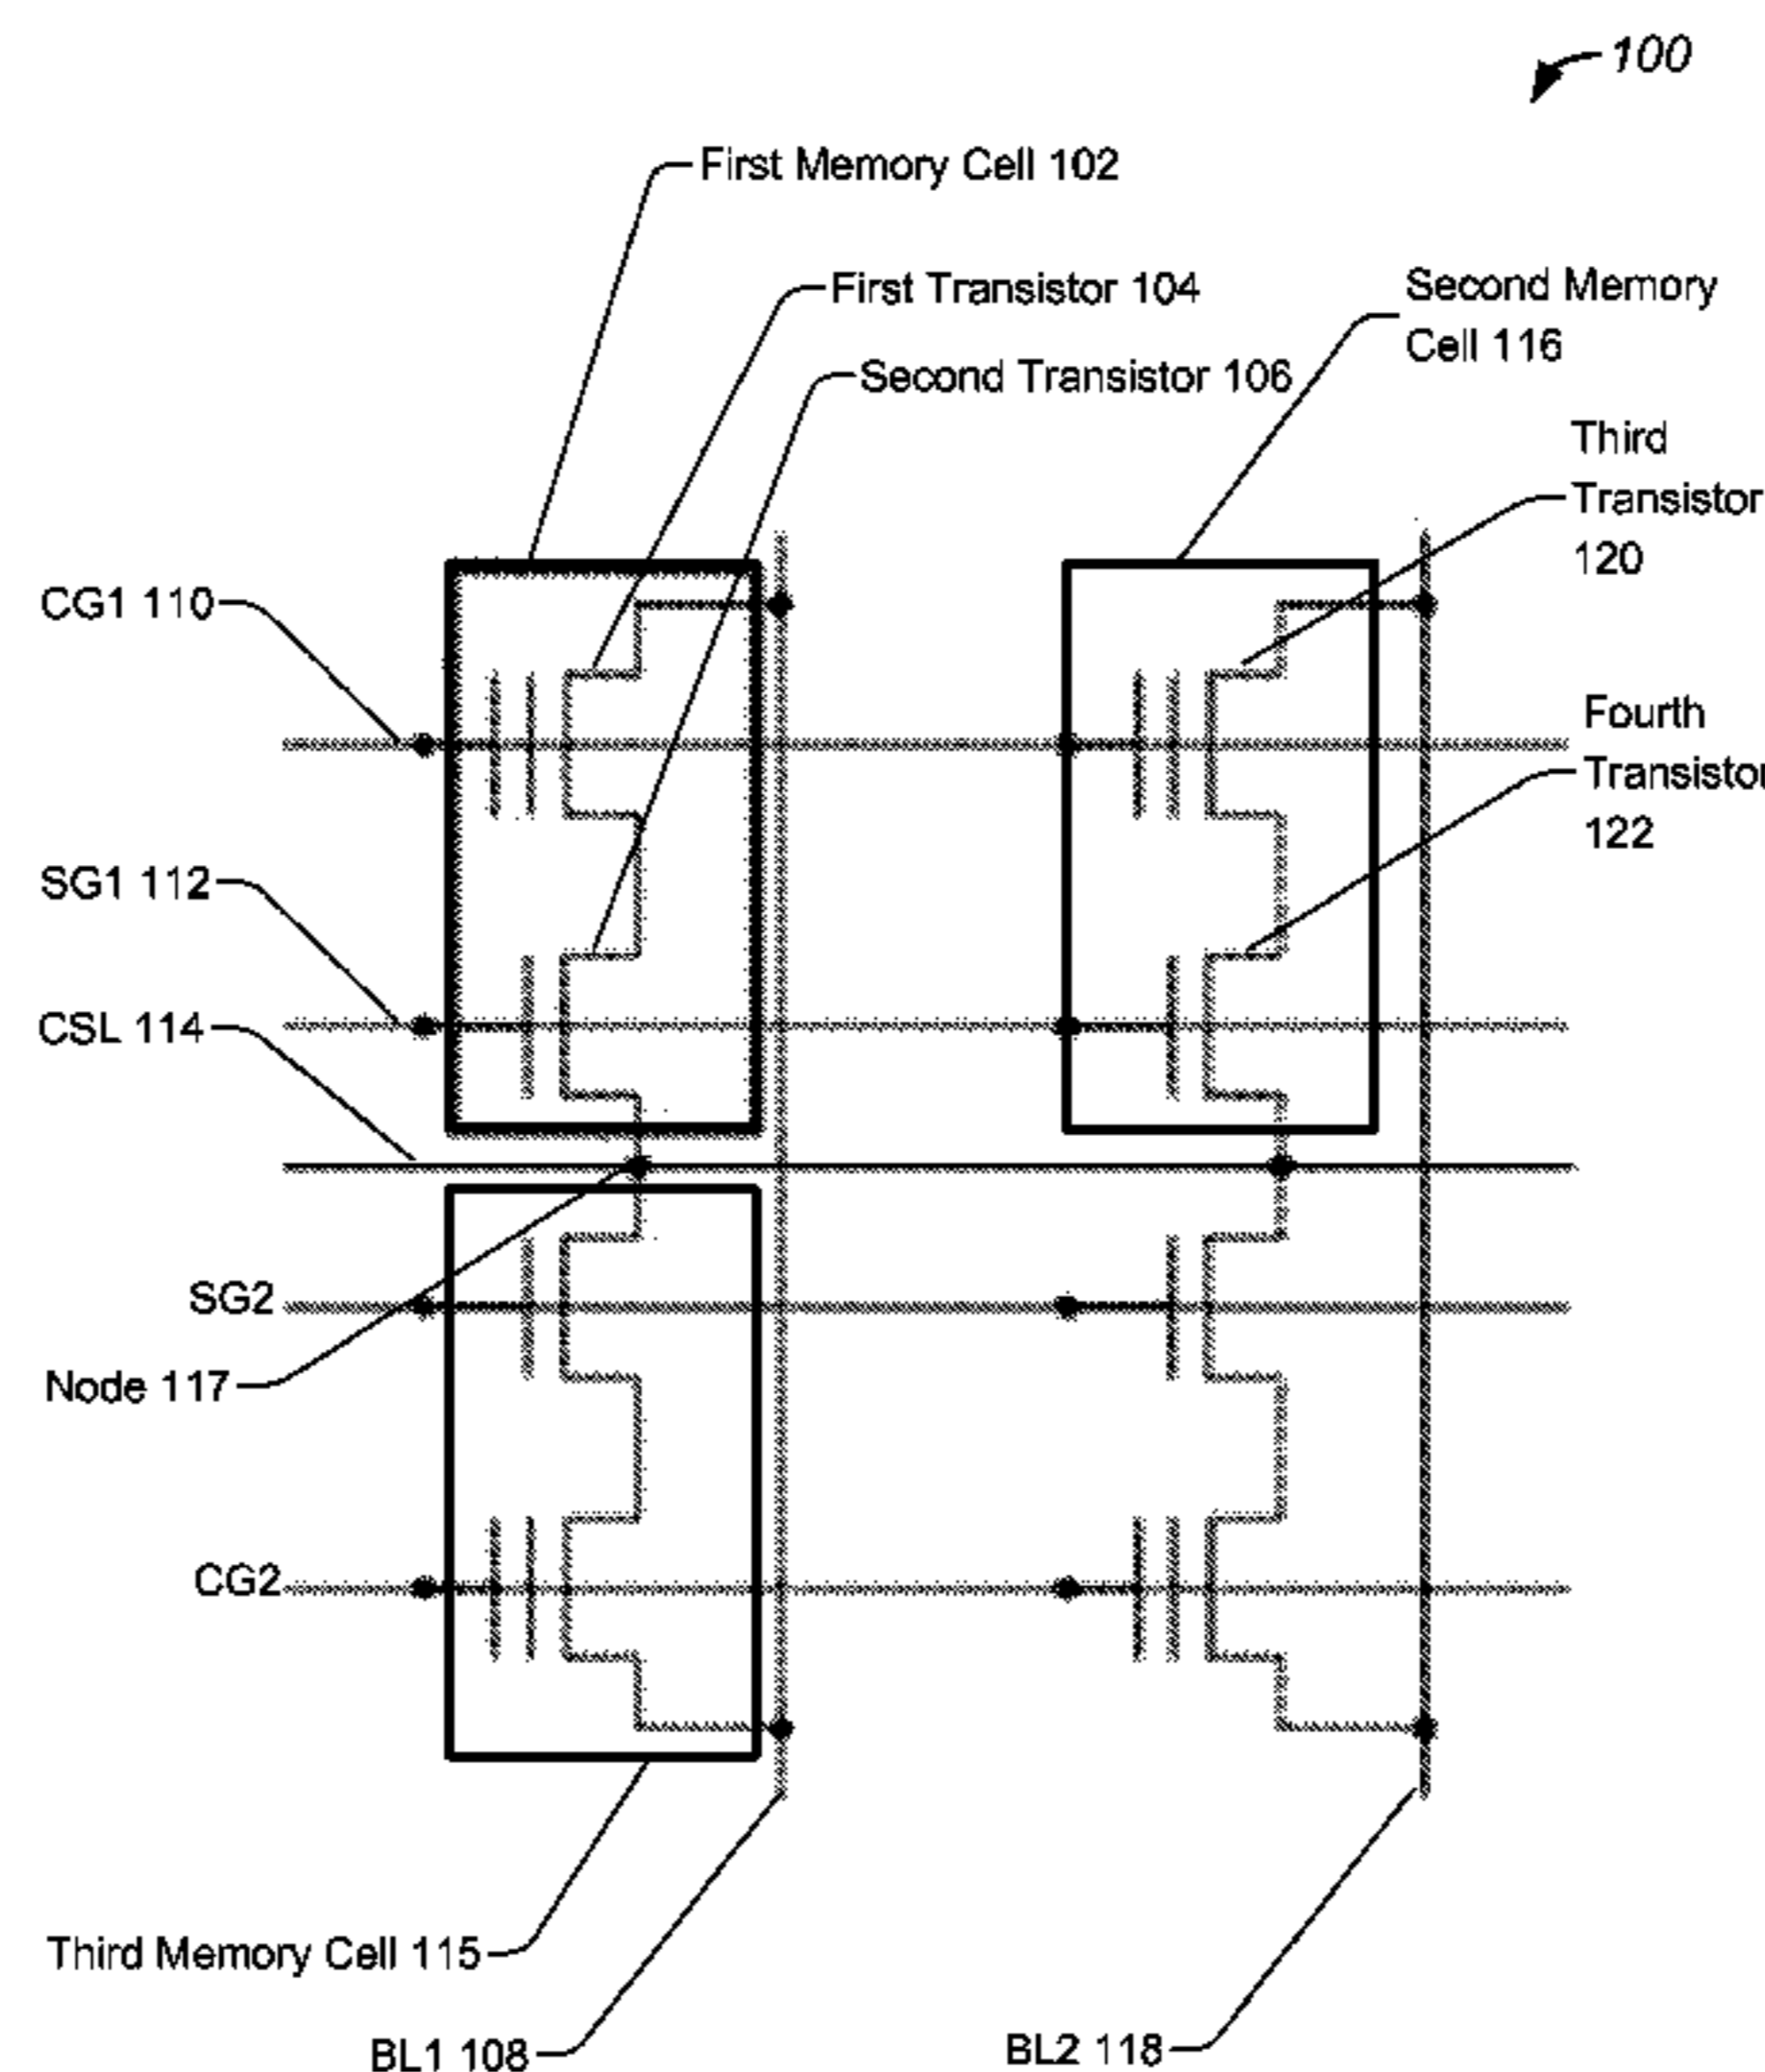 100
First Memory Cell 102
First Transistor 104
Second Memory
Cell 116
Second Transistor 106
Third
Transistor
120
CG1 110
Fourth
Transistor
122
SG1 112
CSL 114
SG2
Node 117
CG2
Third Memory Cell 115
BL1 108
BL2 118